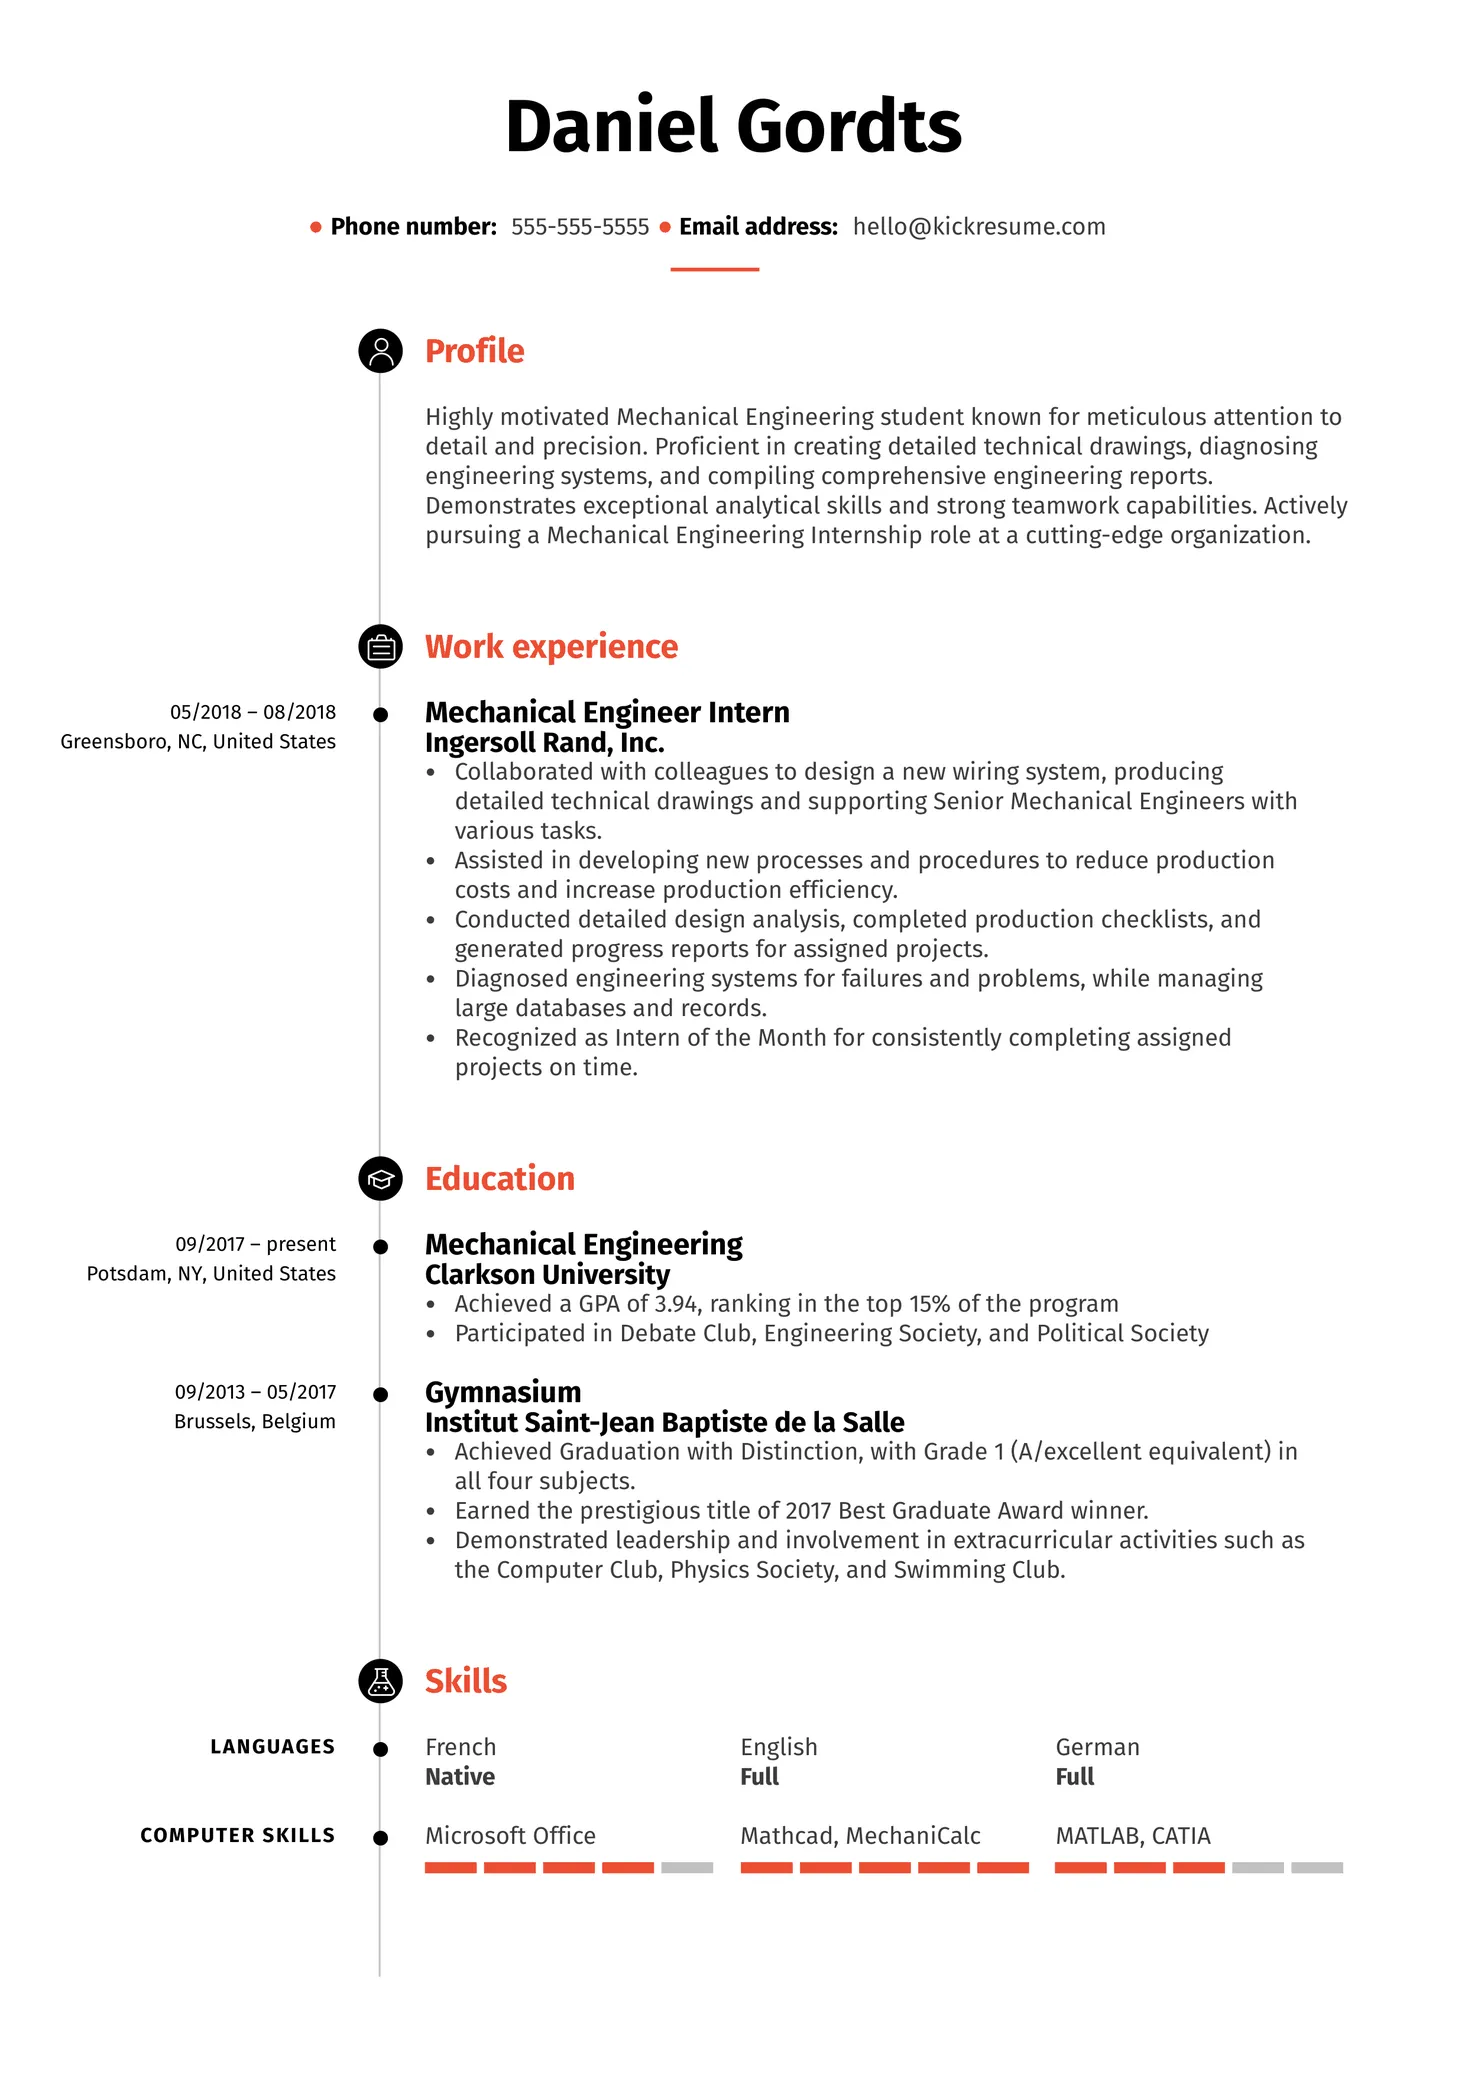 Daniel Gordts
• Phone number: 555-555-5555 • Email address: hello@kickresume.com
Profile
Highly motivated Mechanical Engineering student known for meticulous attention to
detail and precision. Proficient in creating detailed technical drawings, diagnosing
engineering systems, and compiling comprehensive engineering reports.
Demonstrates exceptional analytical skills and strong teamwork capabilities. Actively
pursuing a Mechanical Engineering Internship role at a cutting-edge organization.
Work experience
05/2018 – 08/2018
Greensboro, NC, United States
Mechanical Engineer Intern
Ingersoll Rand, Inc.
• Collaborated with colleagues to design a new wiring system, producing
detailed technical drawings and supporting Senior Mechanical Engineers with
various tasks.
• Assisted in developing new processes and procedures to reduce production
costs and increase production efficiency.
• Conducted detailed design analysis, completed production checklists, and
generated progress reports for assigned projects.
• Diagnosed engineering systems for failures and problems, while managing
large databases and records.
• Recognized as Intern of the Month for consistently completing assigned
projects on time.
Education
09/2017 – present
Potsdam, NY, United States
Mechanical Engineering
Clarkson University
• Achieved a GPA of 3.94, ranking in the top 15% of the program
• Participated in Debate Club, Engineering Society, and Political Society
09/2013 – 05/2017
Brussels, Belgium
Gymnasium
Institut Saint-Jean Baptiste de la Salle
• Achieved Graduation with Distinction, with Grade 1 (A/excellent equivalent) in
all four subjects.
• Earned the prestigious title of 2017 Best Graduate Award winner.
• Demonstrated leadership and involvement in extracurricular activities such as
the Computer Club, Physics Society, and Swimming Club.
Skills
LANGUAGES
French English German
Native Full Full
COMPUTER SKILLS
Microsoft Office Mathcad, MechaniCalc MATLAB, CATIA